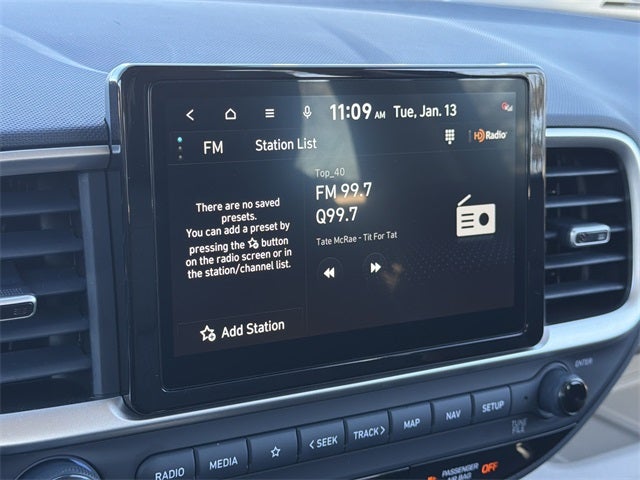 11:09 AM Tue, Jan. 13
FM Station List HD Radio
There are no saved
presets.
You can add a preset by
pressing the button
on the radio screen or in
the station/channel list.
Add Station
Top_40
FM 99.7
Q99.7
Tate McRae - Tit For Tat
ENTER
TUNE
FILE
RADIO MEDIA < SEEK TRACK > MAP NAV SETUP
PASSENGER
AIR BAG OFF